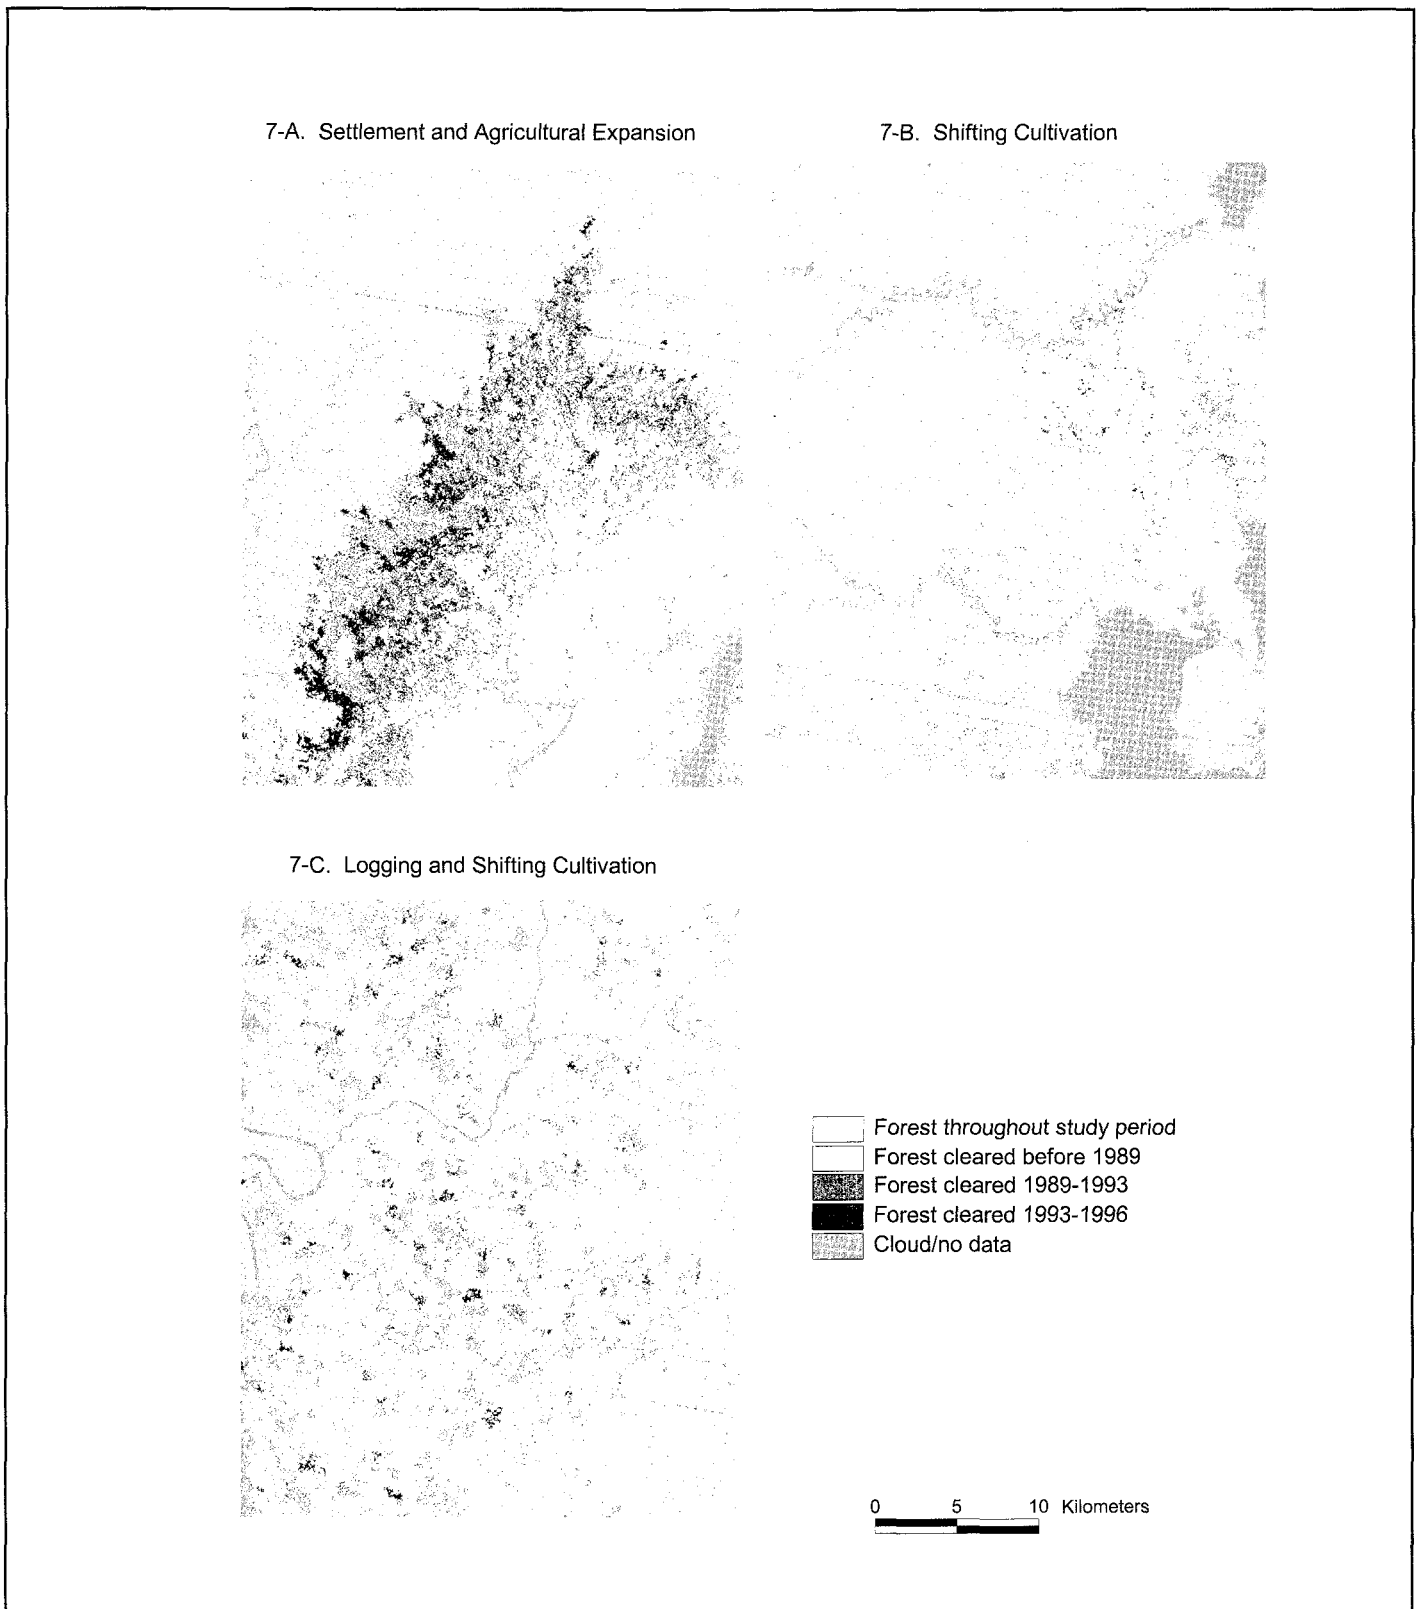 7-A. Settlement and Agricultural Expansion
7-B. Shifting Cultivation
7-C. Logging and Shifting Cultivation
Forest throughout study period
Forest cleared before 1989
Forest cleared 1989-1993
Forest cleared 1993-1996
Cloud/no data
0 5 10 Kilometers